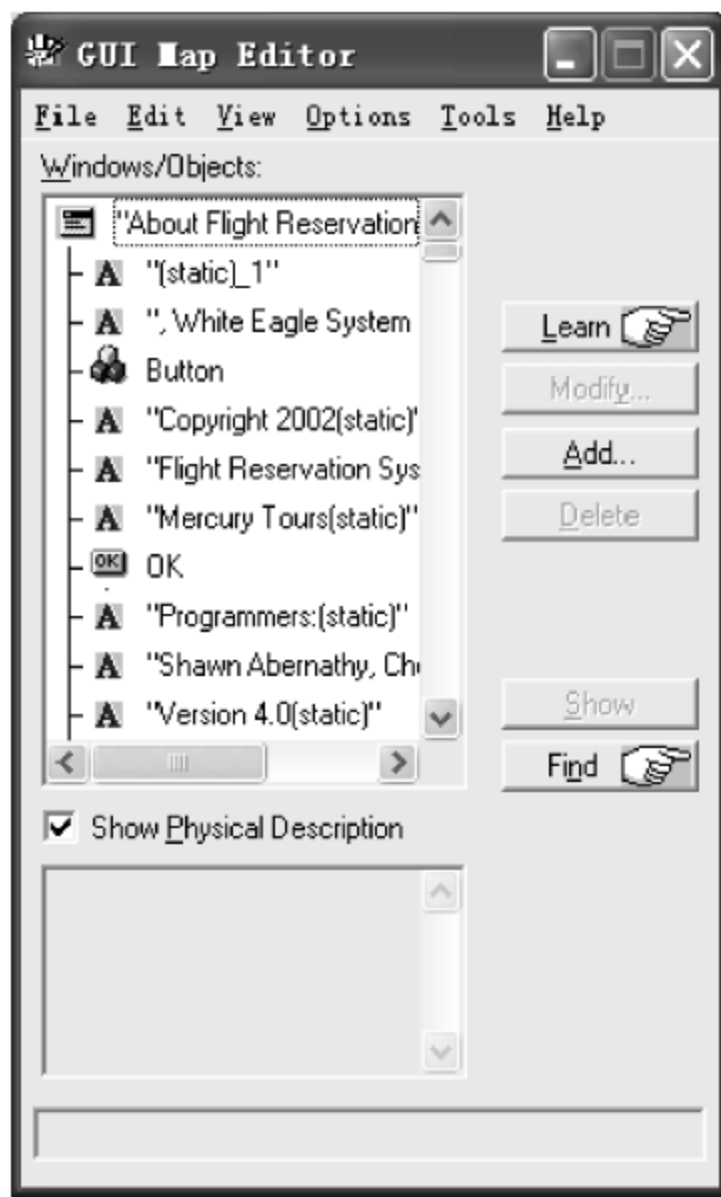 GUI Map Editor
File Edit View Options Tools Help
Windows/Objects:
"About Flight Reservation
"(static)_1"
", White Eagle System
Button
"Copyright 2002(static)"
"Flight Reservation Sys
"Mercury Tours(static)"
OK
"Programmers:(static)"
"Shawn Abernathy, Che
"Version 4.0(static)"
Learn
Modify...
Add...
Delete
Show
Find
Show Physical Description